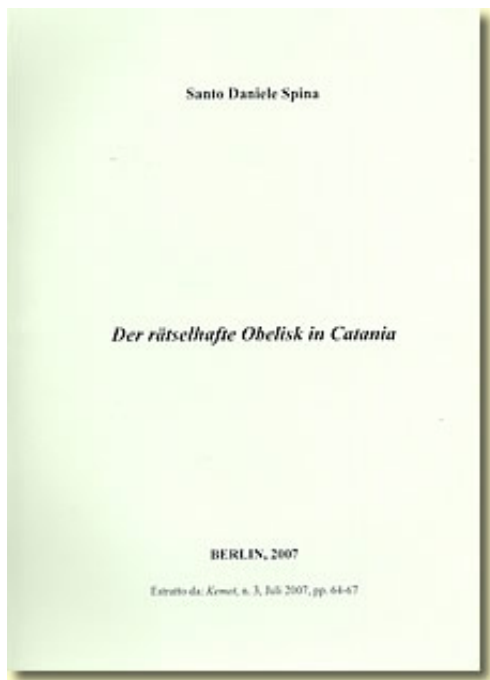 Santo Daniele Spina
Der rätselhafte Obelisk in Catania
BERLIN, 2007
Estratto da: Kemet, n. 3, Juli 2007, pp. 64-67